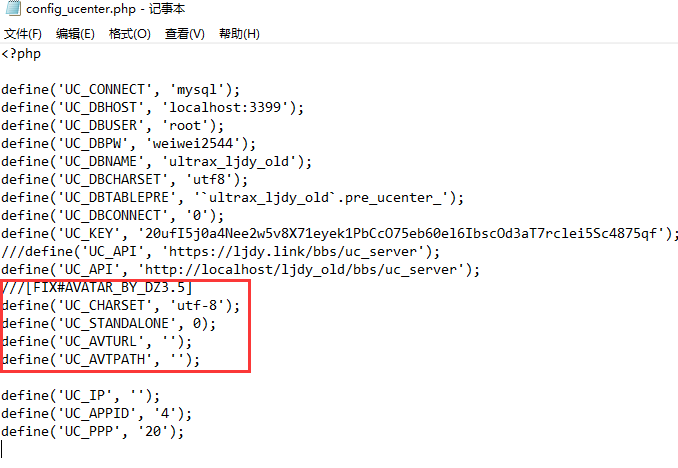 config_ucenter.php - 记事本
文件(F) 编辑(E) 格式(O) 查看(V) 帮助(H)
<?php
define('UC_CONNECT', 'mysql');
define('UC_DBHOST', 'localhost:3399');
define('UC_DBUSER', 'root');
define('UC_DBPW', 'weiwei2544');
define('UC_DBNAME', 'ultrax_ljdy_old');
define('UC_DBCHARSET', 'utf8');
define('UC_DBTABLEPRE', '`ultrax_ljdy_old`.pre_ucenter_');
define('UC_DBCONNECT', '0');
define('UC_KEY', '20ufI5j0a4Nee2w5v8X71eyek1PbCcO75eb60el6IbscOd3aT7rc1ei5Sc4875qf');
///define('UC_API', 'https://ljdy.link/bbs/uc_server');
define('UC_API', 'http://localhost/ljdy_old/bbs/uc_server');
///[FIX#AVATAR_BY_DZ3.5]
define('UC_CHARSET', 'utf-8');
define('UC_STANDALONE', 0);
define('UC_AVTURL', '');
define('UC_AVTPATH', '');
define('UC_IP', '');
define('UC_APPID', '4');
define('UC_PPP', '20');